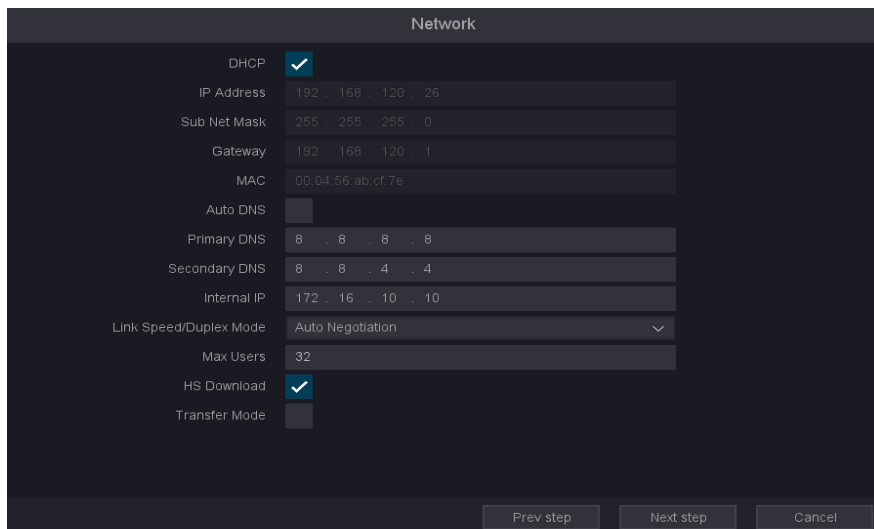 Network
DHCP
IP Address 192 . 168 . 120 . 26
Sub Net Mask 255 . 255 . 255 . 0
Gateway 192 . 168 . 120 . 1
MAC 00:04:56:ab:cf:7e
Auto DNS
Primary DNS 8 . 8 . 8 . 8
Secondary DNS 8 . 8 . 4 . 4
Internal IP 172 . 16 . 10 . 10
Link Speed/Duplex Mode Auto Negotiation
Max Users 32
HS Download
Transfer Mode
Prev step Next step Cancel